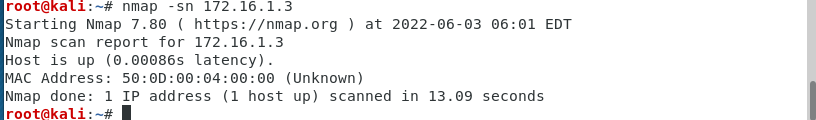 root@kali:~# nmap -sn 172.16.1.3
Starting Nmap 7.80 ( https://nmap.org ) at 2022-06-03 06:01 EDT
Nmap scan report for 172.16.1.3
Host is up (0.00086s latency).
MAC Address: 50:0D:00:04:00:00 (Unknown)
Nmap done: 1 IP address (1 host up) scanned in 13.09 seconds
root@kali:~#